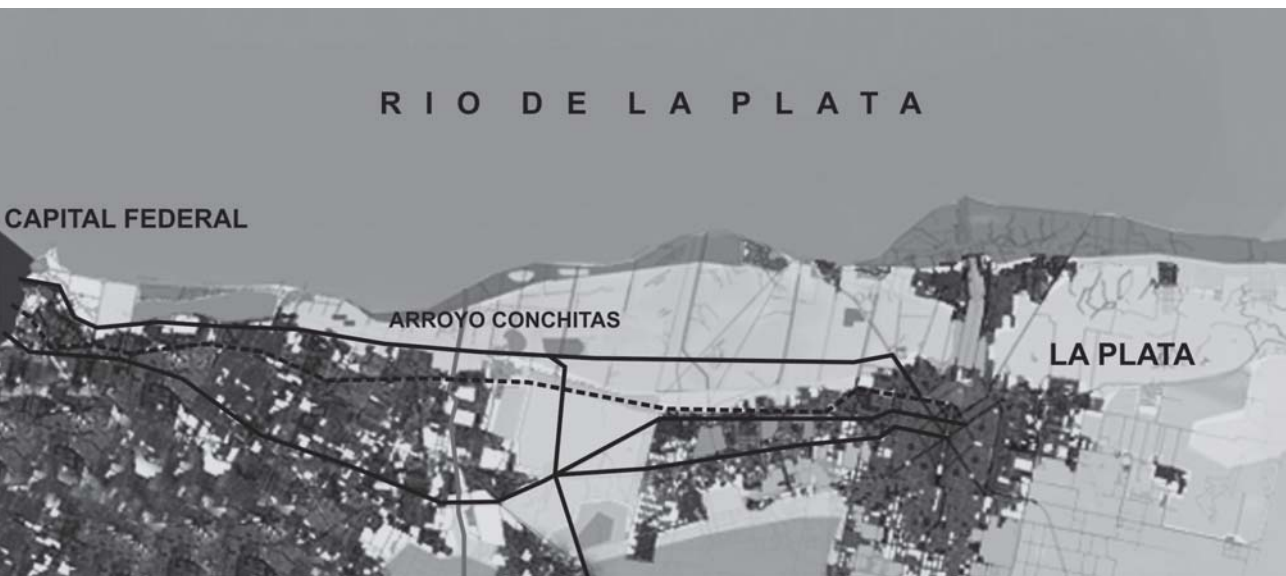 RIO DE LA PLATA
CAPITAL FEDERAL
ARROYO CONCHITAS
LA PLATA